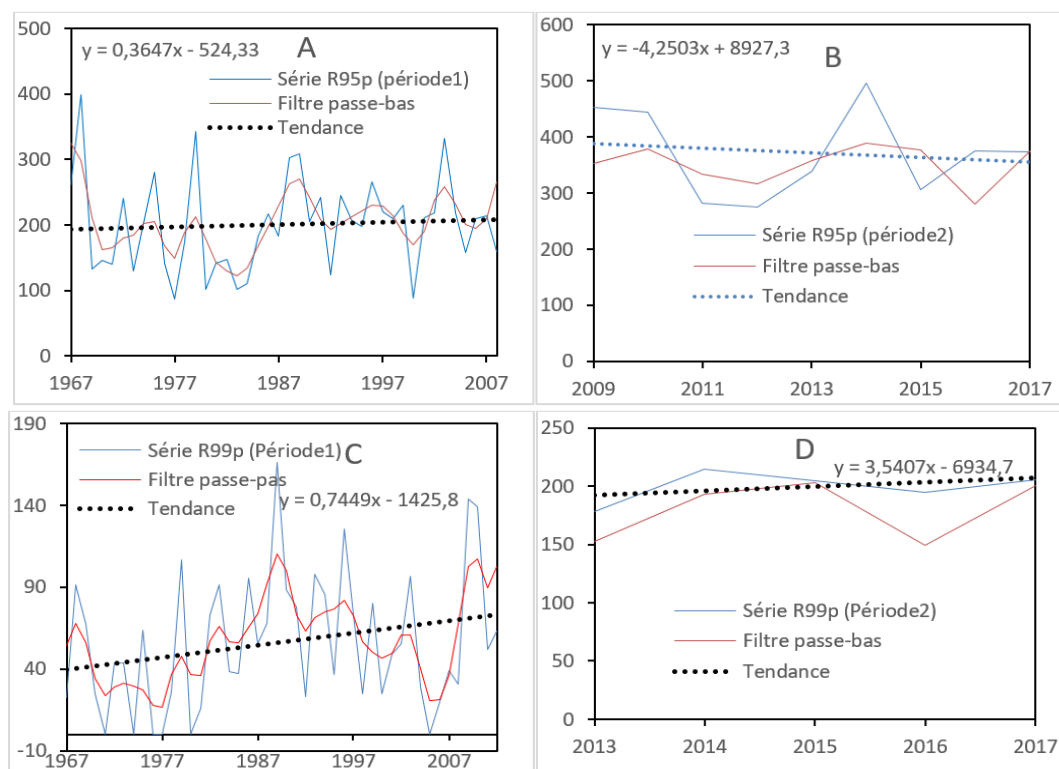 y = 0,3647x - 524,33
A
Série R95p (période1)
Filtre passe-bas
Tendance
500
400
300
200
100
0
1967 1977 1987 1997 2007
y = -4,2503x + 8927,3
B
Série R95p (période2)
Filtre passe-bas
Tendance
600
500
400
300
200
100
0
2009 2011 2013 2015 2017
Série R99p (Période1)
C
Filtre passe-pas
y = 0,7449x - 1425,8
Tendance
190
140
90
40
-10
1967 1977 1987 1997 2007
D
y = 3,5407x - 6934,7
Série R99p (Période2)
Filtre passe-bas
Tendance
250
200
150
100
50
0
2013 2014 2015 2016 2017